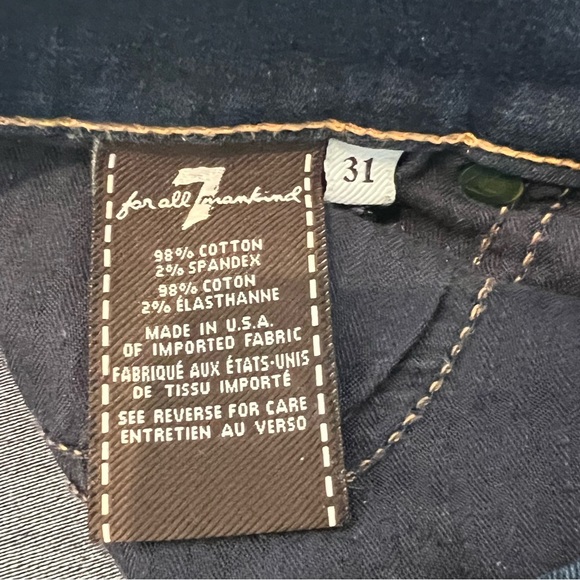 for all 7 mankind
31
98% COTTON
2% SPANDEX
98% COTON
2% ÉLASTHANNE
MADE IN U.S.A.
OF IMPORTED FABRIC
FABRIQUÉ AUX ÉTATS-UNIS
DE TISSU IMPORTÉ
SEE REVERSE FOR CARE
ENTRETIEN AU VERSO